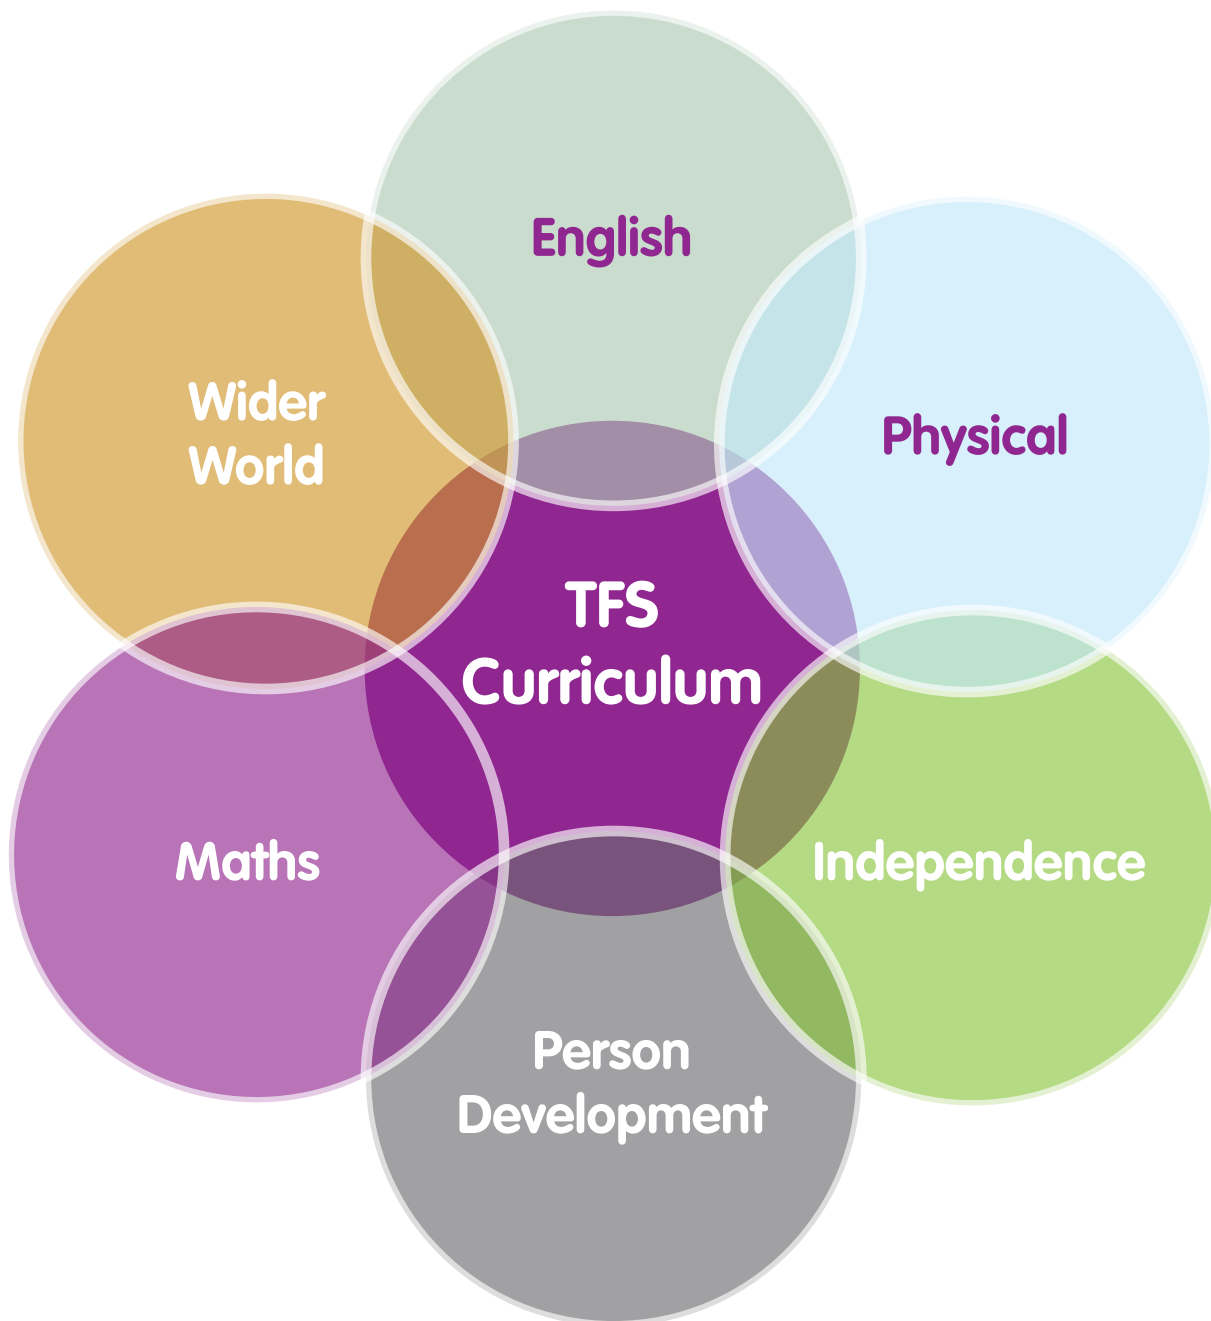 English
Wider
World
Physical
TFS
Curriculum
Maths
Independence
Person
Development